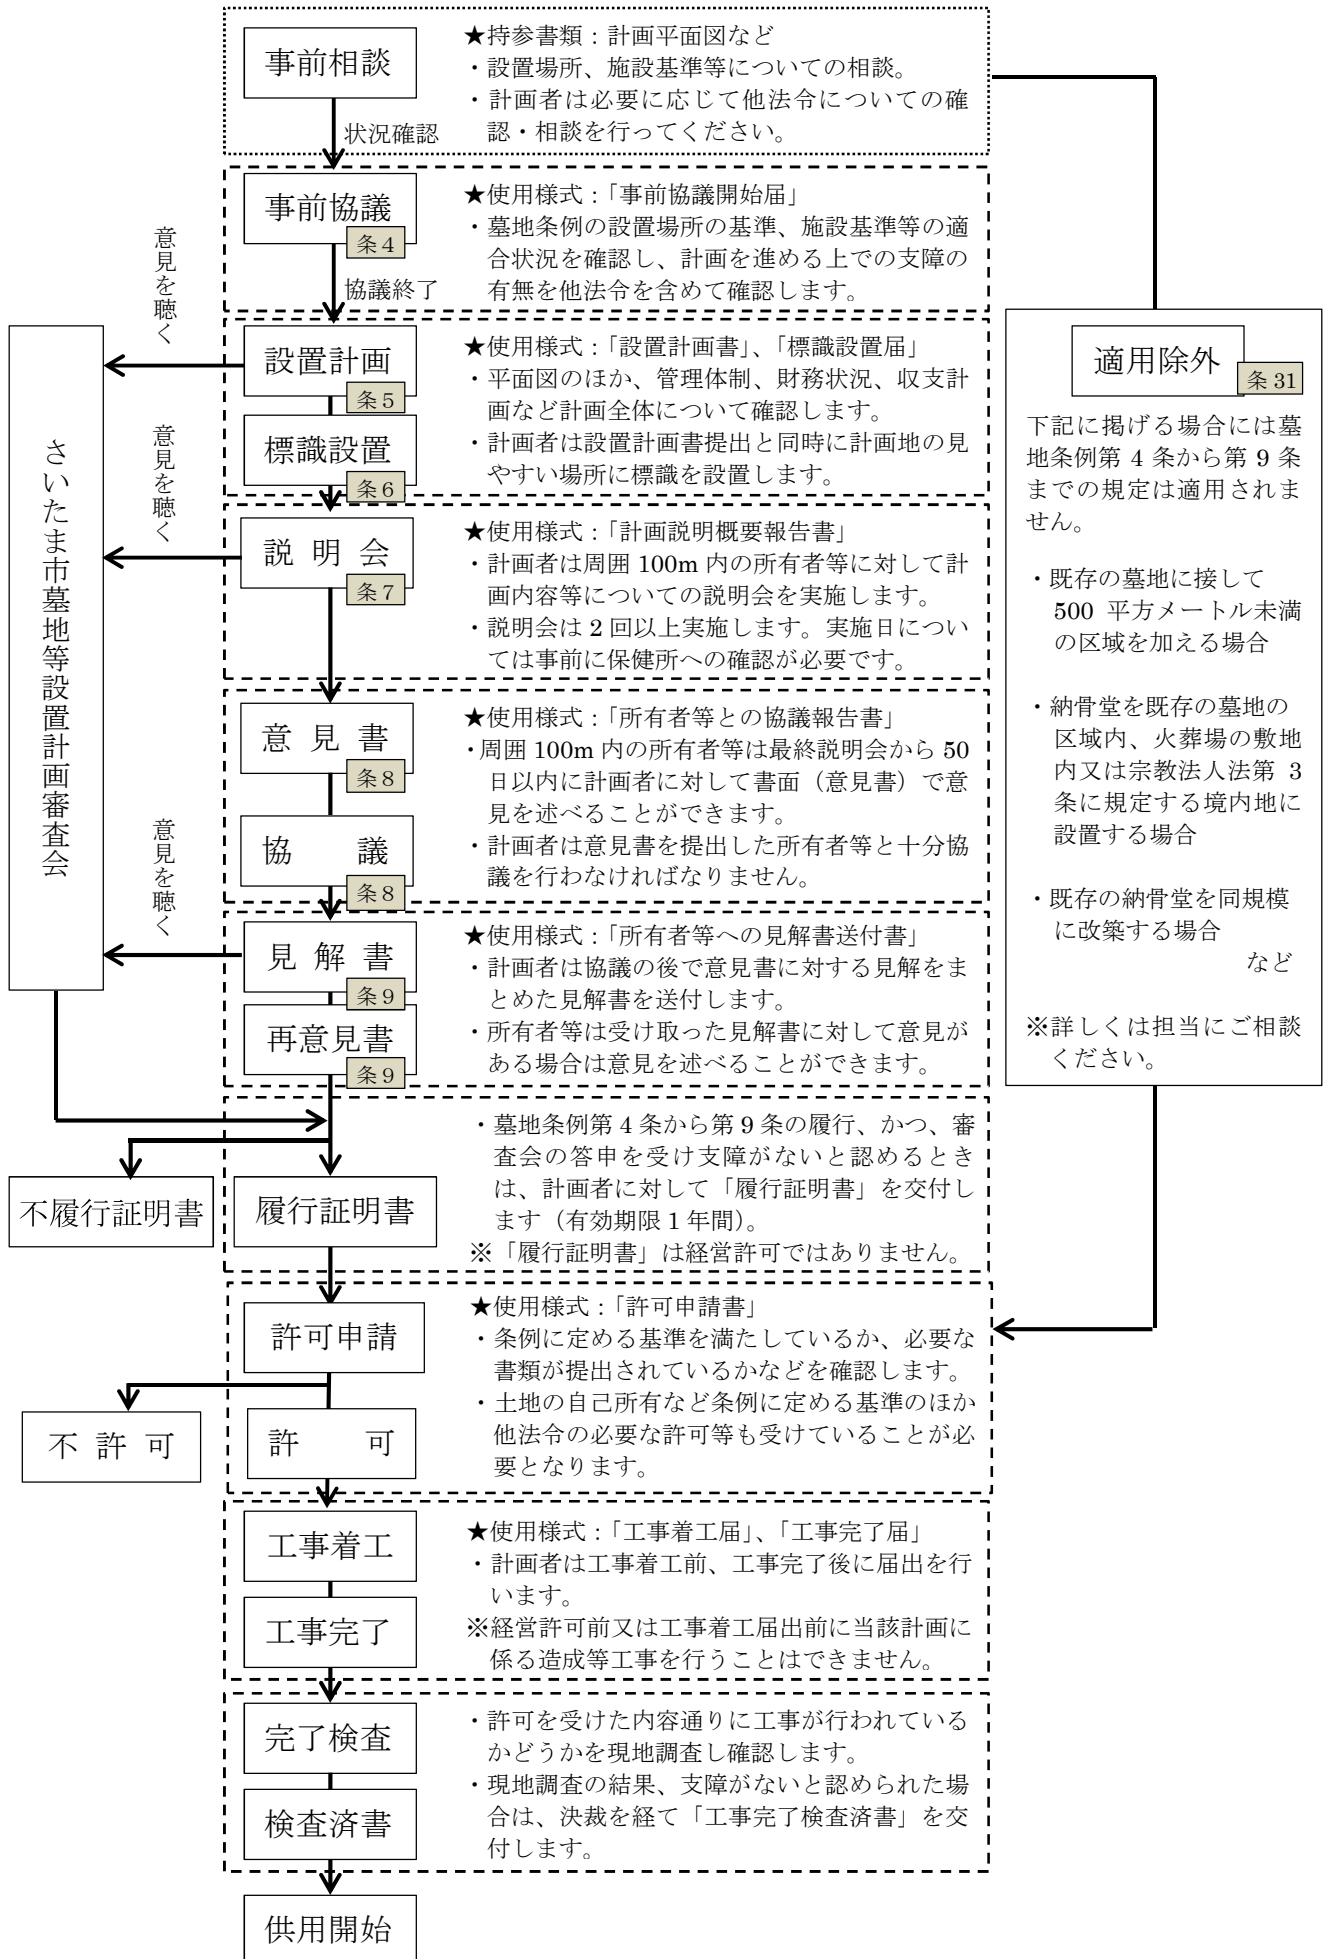 事前相談
状況確認
★持参書類：計画平面図など
・設置場所、施設基準等についての相談。
・計画者は必要に応じて他法令についての確
認・相談を行ってください。
事前協議
条４
協議終了
★使用様式：「事前協議開始届」
・墓地条例の設置場所の基準、施設基準等の適
合状況を確認し、計画を進める上での支障の
有無を他法令を含めて確認します。
意見を聴く
設置計画
条５
標識設置
条６
★使用様式：「設置計画書」、「標識設置届」
・平面図のほか、管理体制、財務状況、収支計
画など計画全体について確認します。
・計画者は設置計画書提出と同時に計画地の見
やすい場所に標識を設置します。
意見を聴く
さいたま市墓地等設置計画審査会
説 明 会
条７
★使用様式：「計画説明概要報告書」
・計画者は周囲 100m 内の所有者等に対して計
画内容等についての説明会を実施します。
・説明会は 2 回以上実施します。実施日につい
ては事前に保健所への確認が必要です。
意 見 書
条８
協　　議
条８
★使用様式：「所有者等との協議報告書」
・周囲 100m 内の所有者等は最終説明会から 50
日以内に計画者に対して書面（意見書）で意
見を述べることができます。
・計画者は意見書を提出した所有者等と十分協
議を行わなければなりません。
意見を聴く
見 解 書
条９
再意見書
条９
★使用様式：「所有者等への見解書送付書」
・計画者は協議の後で意見書に対する見解をま
とめた見解書を送付します。
・所有者等は受け取った見解書に対して意見が
ある場合は意見を述べることができます。
適用除外
条 31
下記に掲げる場合には墓
地条例第 4 条から第 9 条
までの規定は適用されま
せん。
・既存の墓地に接して
500 平方メートル未満
の区域を加える場合
・納骨堂を既存の墓地の
区域内、火葬場の敷地
内又は宗教法人法第 3
条に規定する境内地に
設置する場合
・既存の納骨堂を同規模
に改築する場合
など
※詳しくは担当にご相談
ください。
不履行証明書
履行証明書
・墓地条例第 4 条から第 9 条の履行、かつ、審
査会の答申を受け支障がないと認めるとき
は、計画者に対して「履行証明書」を交付し
ます（有効期限 1 年間）。
※「履行証明書」は経営許可ではありません。
許可申請
不 許 可
許　　可
★使用様式：「許可申請書」
・条例に定める基準を満たしているか、必要な
書類が提出されているかなどを確認します。
・土地の自己所有など条例に定める基準のほか
他法令の必要な許可等も受けていることが必
要となります。
工事着工
工事完了
★使用様式：「工事着工届」、「工事完了届」
・計画者は工事着工前、工事完了後に届出を行
います。
※経営許可前又は工事着工届出前に当該計画に
係る造成等工事を行うことはできません。
完了検査
検査済書
・許可を受けた内容通りに工事が行われている
かどうかを現地調査し確認します。
・現地調査の結果、支障がないと認められた場
合は、決裁を経て「工事完了検査済書」を交
付します。
供用開始